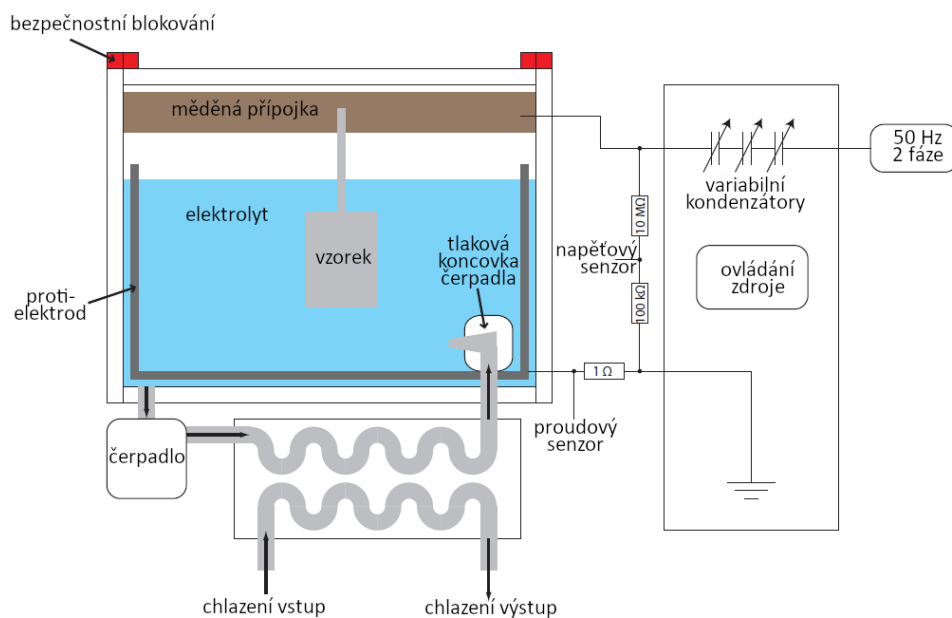 bezpečnostní blokování
měděná přípojka
50 Hz
2 fáze
variabilní
kondenzátory
10 MΩ
elektrolyt
tlaková
koncovka
čerpadla
vzorek
napěťový
senzor
ovládání
zdroje
proti-
elektrod
100 kΩ
1 Ω
proudový
senzor
čerpadlo
chlazení vstup
chlazení výstup